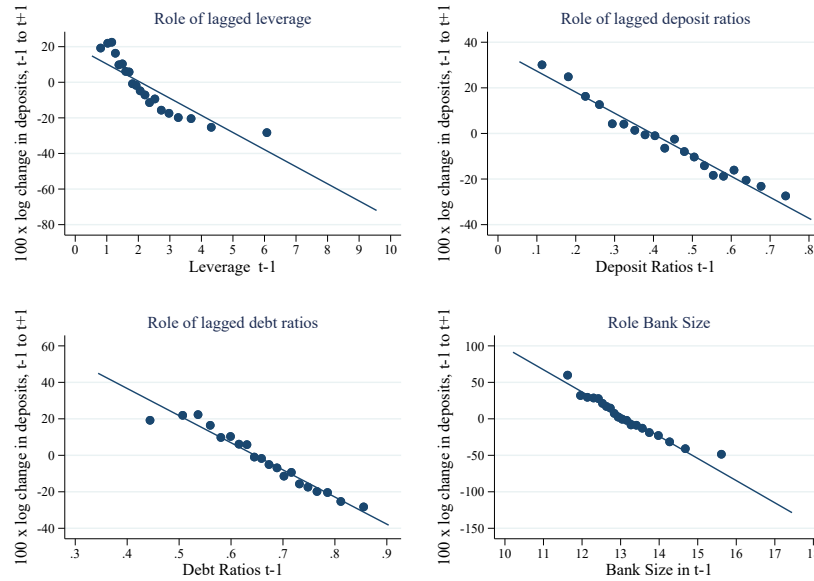 Role of lagged leverage
100 x log change in deposits, t-1 to t+1
20
0
-20
-40
-60
-80
0 1 2 3 4 5 6 7 8 9 10
Leverage t-1
Role of lagged deposit ratios
100 x log change in deposits, t-1 to t+1
40
20
0
-20
-40
0 .1 .2 .3 .4 .5 .6 .7 .8
Deposit Ratios t-1
Role of lagged debt ratios
100 x log change in deposits, t-1 to t+1
60
40
20
0
-20
-40
.3 .4 .5 .6 .7 .8 .9
Debt Ratios t-1
Role Bank Size
100 x log change in deposits, t-1 to t+1
100
50
0
-50
-100
-150
10 11 12 13 14 15 16 17
Bank Size in t-1